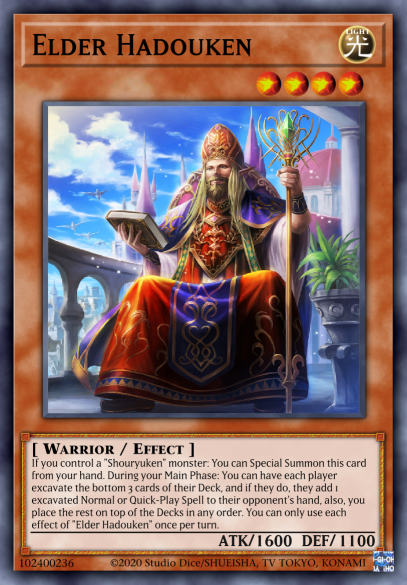 Elder Hadouken
LIGHT
光
[ Warrior / Effect ]
If you control a "Shouryuken" monster: You can Special Summon this card
from your hand. During your Main Phase: You can have each player
excavate the bottom 3 cards of their Deck, and if they do, they add 1
excavated Normal or Quick-Play Spell to their opponent's hand, also, you
place the rest on top of the Decks in any order. You can only use each
effect of "Elder Hadouken" once per turn.
ATK/1600 DEF/1100
102400236 ©2020 Studio Dice/SHUEISHA, TV TOKYO, KONAMI